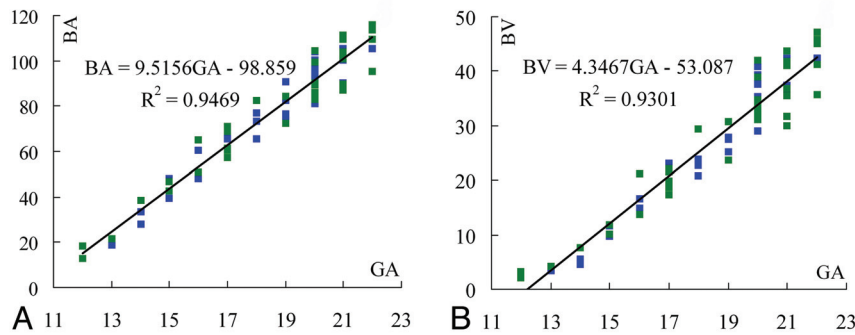 BA
120
100
80
60
40
20
0
BA = 9.5156GA - 98.859
R² = 0.9469
GA
11 13 15 17 19 21 23
A
BV
50
40
30
20
10
0
BV = 4.3467GA - 53.087
R² = 0.9301
GA
11 13 15 17 19 21 23
B